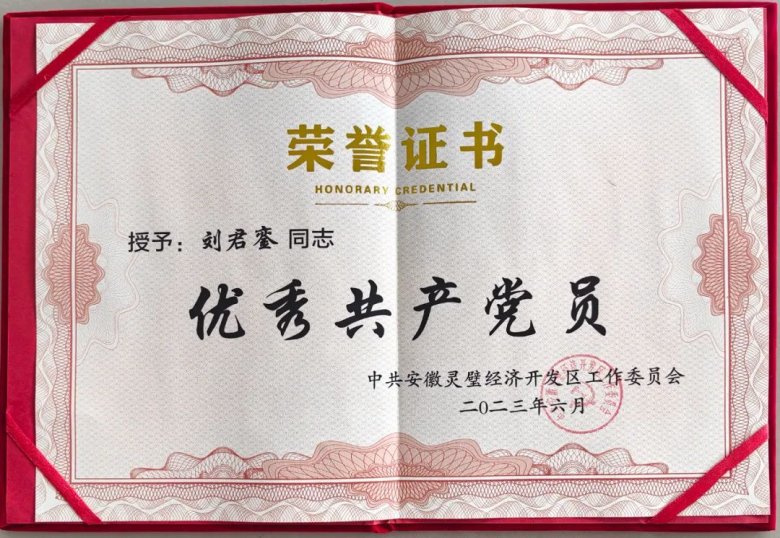 荣誉证书
HONORARY CREDENTIAL
授予：刘君銮 同志
优秀共产党员
中共安徽灵璧经济开发区工作委员会
二〇二三年六月